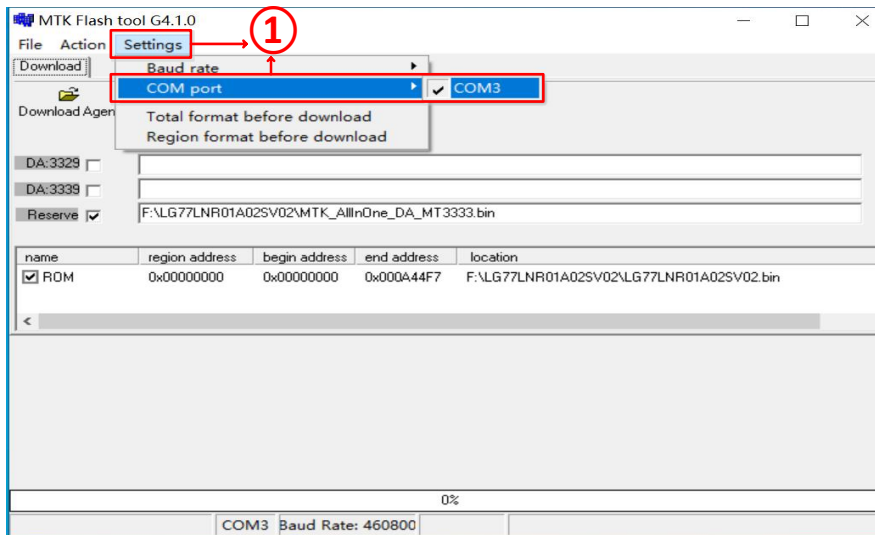 MTK Flash tool G4.1.0
File Action Settings
1
Download
Baud rate
COM port COM3
Download Agen
Total format before download
Region format before download
DA:3329
DA:3339
Reserve F:\LG77LNR01A02SV02\MTK_AllInOne_DA_MT3333.bin
name region address begin address end address location
ROM 0x00000000 0x00000000 0x000A44F7 F:\LG77LNR01A02SV02\LG77LNR01A02SV02.bin
0%
COM3 Baud Rate: 460800